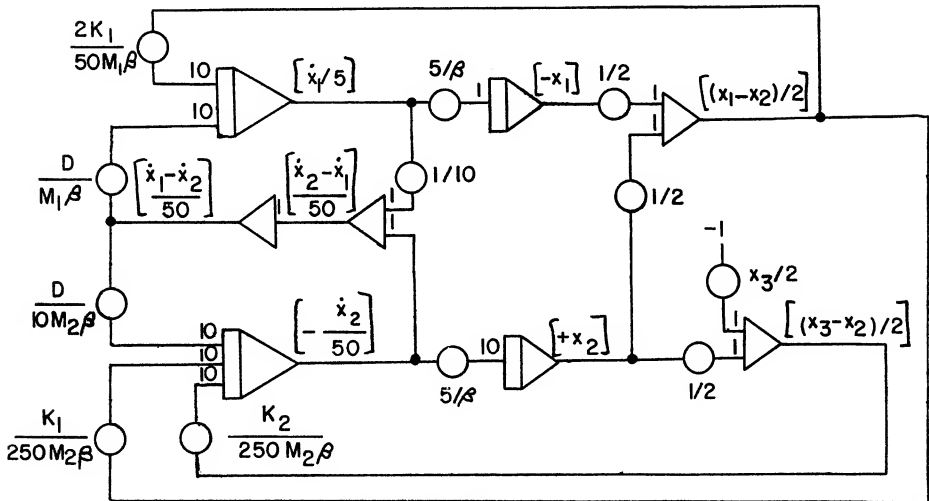 2K₁/50M₁β
10
10
[ẋ₁/5]
5/β
1
[-x₁]
1/2
1
1
[(x₁-x₂)/2]
D/M₁β
[(ẋ₁-ẋ₂)/50]
1
[(ẋ₂-ẋ₁)/50]
1
1
1/10
1/2
-1
x₃/2
D/10M₂β
10
10
10
[-ẋ₂/50]
5/β
10
[+x₂]
1/2
1
1
[(x₃-x₂)/2]
K₁/250M₂β
K₂/250M₂β